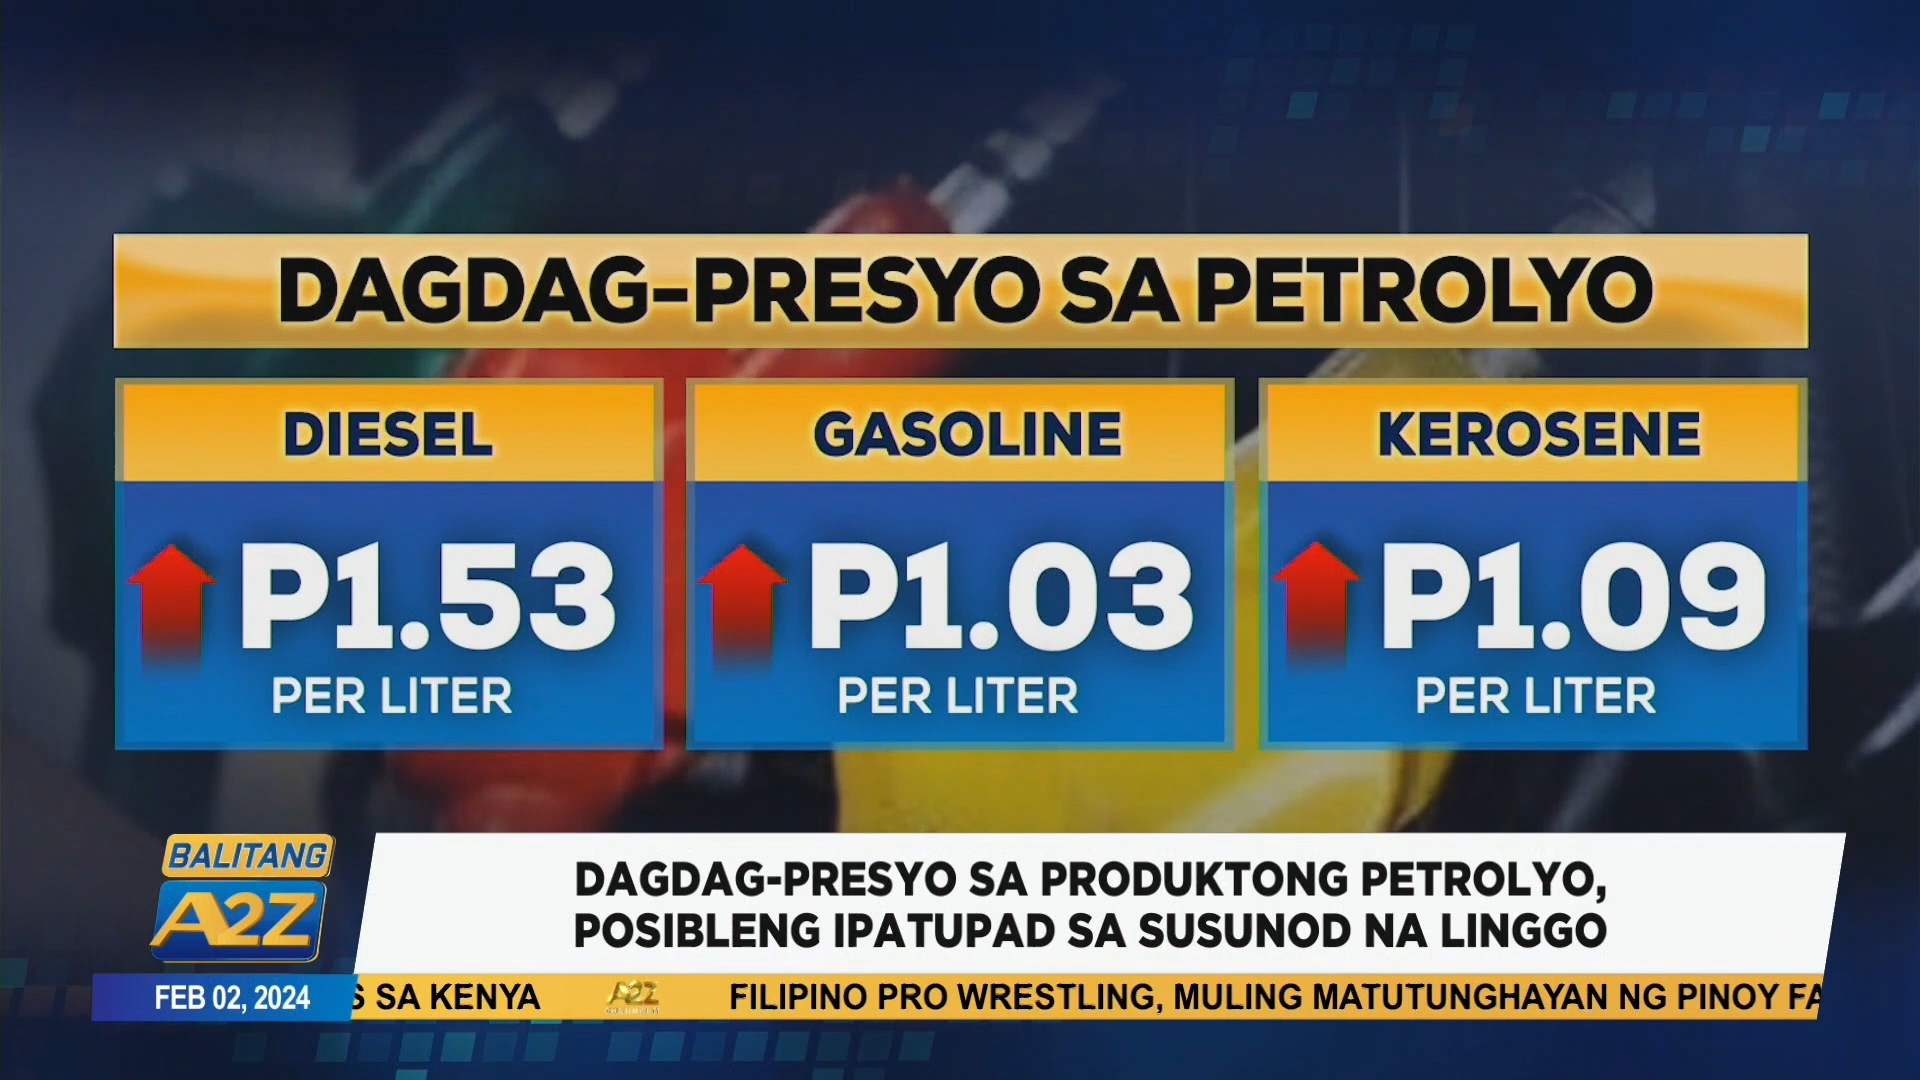 DAGDAG-PRESYO SA PETROLYO
DIESEL
P1.53
PER LITER
GASOLINE
P1.03
PER LITER
KEROSENE
P1.09
PER LITER
BALITANG
A2Z
DAGDAG-PRESYO SA PRODUKTONG PETROLYO,
POSIBLENG IPATUPAD SA SUSUNOD NA LINGGO
FEB 02, 2024
S SA KENYA
A2Z
FILIPINO PRO WRESTLING, MULING MATUTUNGHAYAN NG PINOY FA